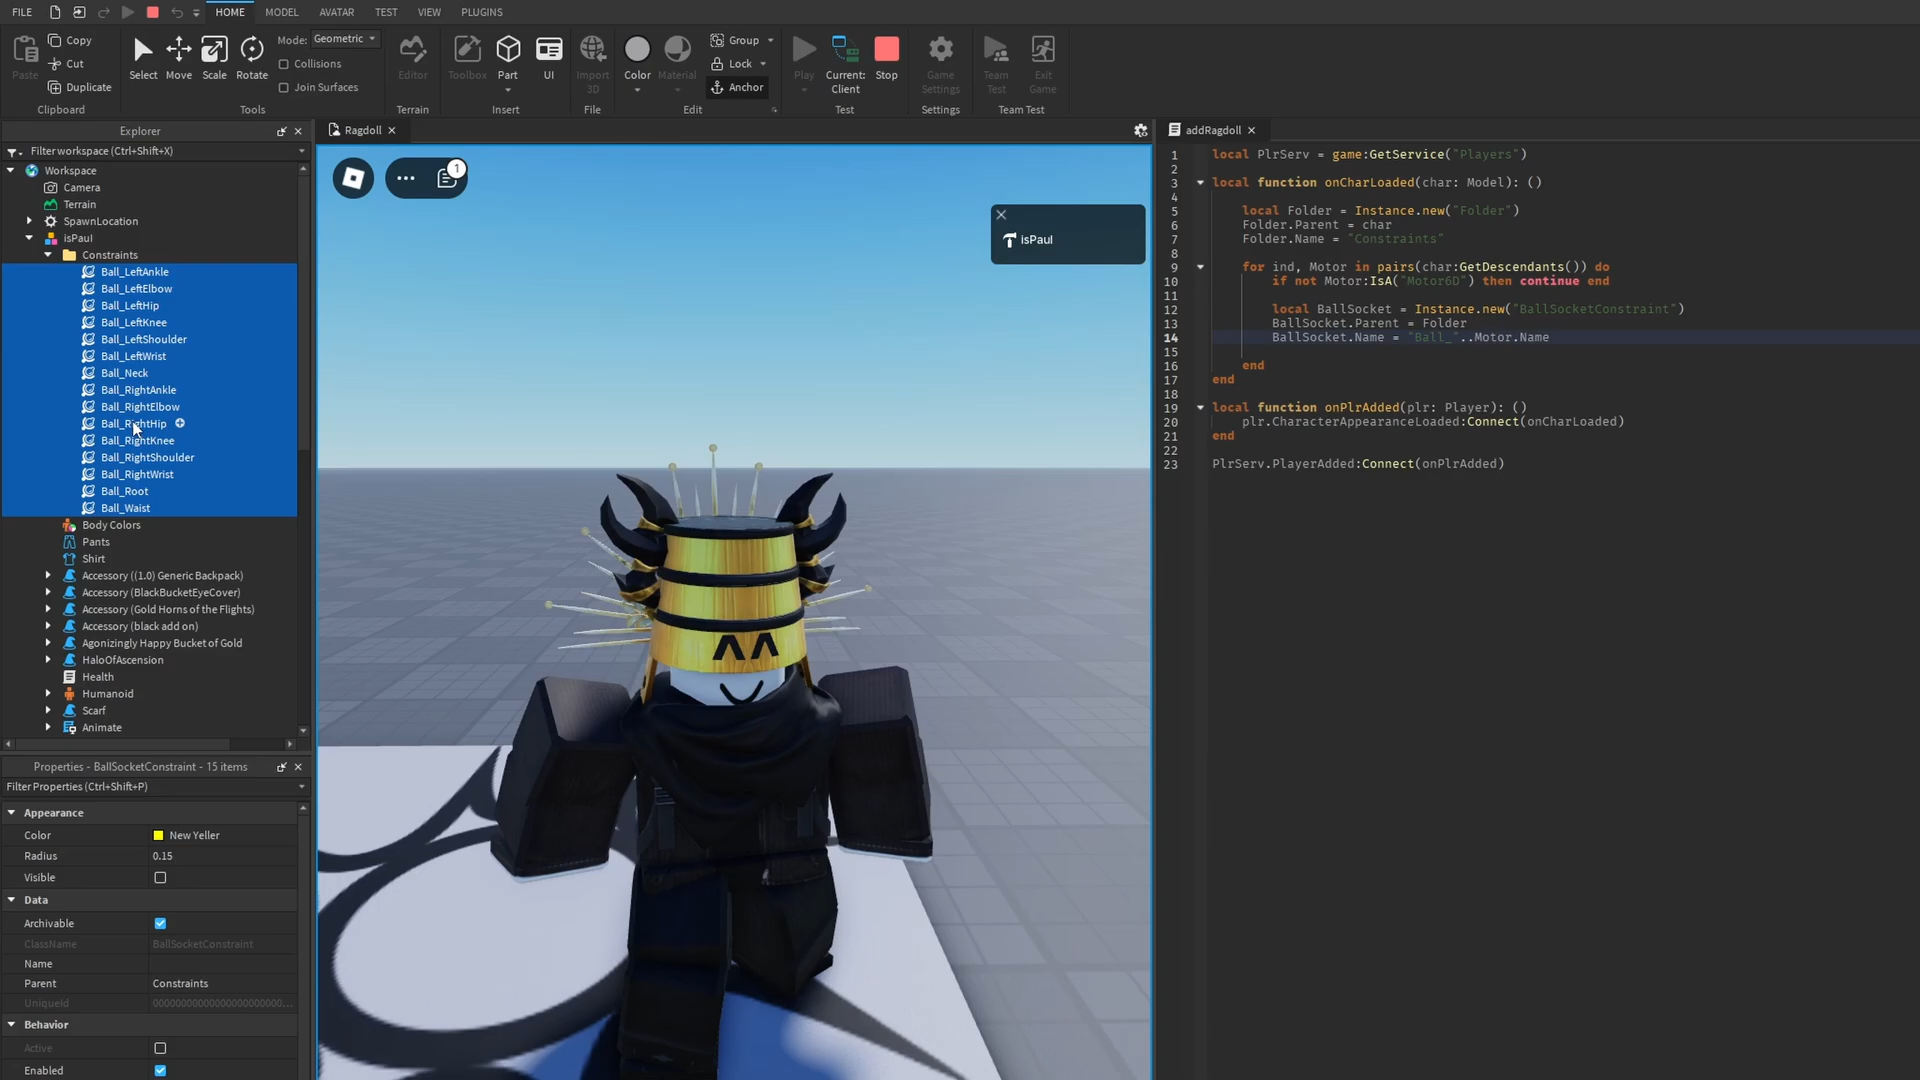 FILE
HOME MODEL AVATAR TEST VIEW PLUGINS
Paste
Copy
Cut
Duplicate
Clipboard
Select Move Scale Rotate
Mode: Geometric
Collisions
Join Surfaces
Tools
Editor
Terrain
Toolbox Part UI
Insert
Import 3D
File
Color Material
Group
Lock
Anchor
Edit
Play Current: Client Stop
Test
Game Settings
Settings
Team Test Exit Game
Team Test
Explorer
Filter workspace (Ctrl+Shift+X)
Workspace
Camera
Terrain
SpawnLocation
isPaul
Constraints
Ball_LeftAnkle
Ball_LeftElbow
Ball_LeftHip
Ball_LeftKnee
Ball_LeftShoulder
Ball_LeftWrist
Ball_Neck
Ball_RightAnkle
Ball_RightElbow
Ball_RightHip
Ball_RightKnee
Ball_RightShoulder
Ball_RightWrist
Ball_Root
Ball_Waist
Body Colors
Pants
Shirt
Accessory ((1.0) Generic Backpack)
Accessory (BlackBucketEyeCover)
Accessory (Gold Horns of the Flights)
Accessory (black add on)
Agonizingly Happy Bucket of Gold
HaloOfAscension
Health
Humanoid
Scarf
Animate
Properties - BallSocketConstraint - 15 items
Filter Properties (Ctrl+Shift+P)
Appearance
Color New Yeller
Radius 0.15
Visible
Data
Archivable
ClassName BallSocketConstraint
Name
Parent Constraints
UniqueId 
Behavior
Active
Enabled
Ragdoll
1
isPaul
addRagdoll
1 local PlrServ = game:GetService("Players")
2
3 local function onCharLoaded(char: Model): ()
4
5 local Folder = Instance.new("Folder")
6 Folder.Parent = char
7 Folder.Name = "Constraints"
8
9 for ind, Motor in pairs(char:GetDescendants()) do
10 if not Motor:IsA("Motor6D") then continue end
11
12 local BallSocket = Instance.new("BallSocketConstraint")
13 BallSocket.Parent = Folder
14 BallSocket.Name = "Ball_"..Motor.Name
15
16 end
17 end
18
19 local function onPlrAdded(plr: Player): ()
20 plr.CharacterAppearanceLoaded:Connect(onCharLoaded)
21 end
22
23 PlrServ.PlayerAdded:Connect(onPlrAdded)